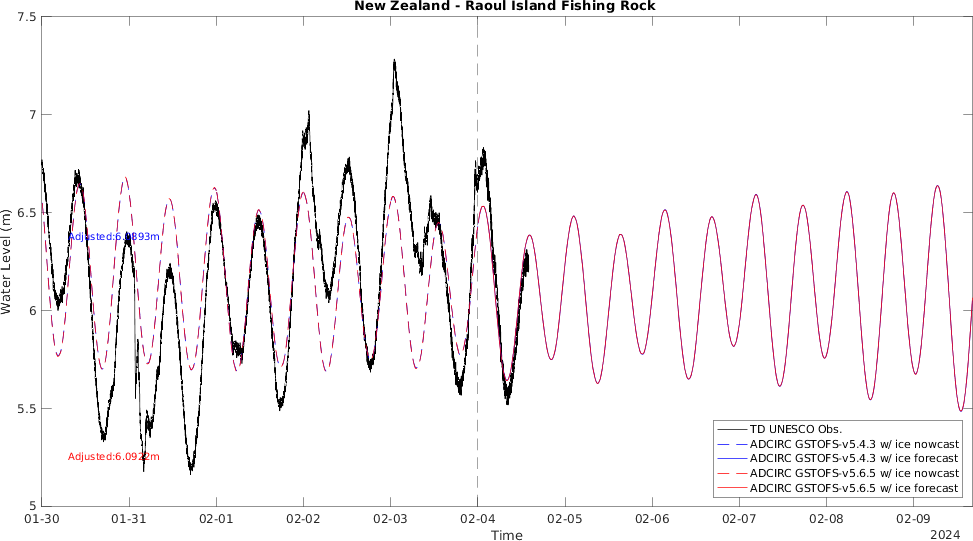 New Zealand - Raoul Island Fishing Rock
7.5
7
6.5
6
5.5
5
Water Level (m)
Adjusted:6.0893m
Adjusted:6.0922m
TD UNESCO Obs.
ADCIRC GSTOFS-v5.4.3 w/ ice nowcast
ADCIRC GSTOFS-v5.4.3 w/ ice forecast
ADCIRC GSTOFS-v5.6.5 w/ ice nowcast
ADCIRC GSTOFS-v5.6.5 w/ ice forecast
01-30 01-31 02-01 02-02 02-03 02-04 02-05 02-06 02-07 02-08 02-09
Time
2024